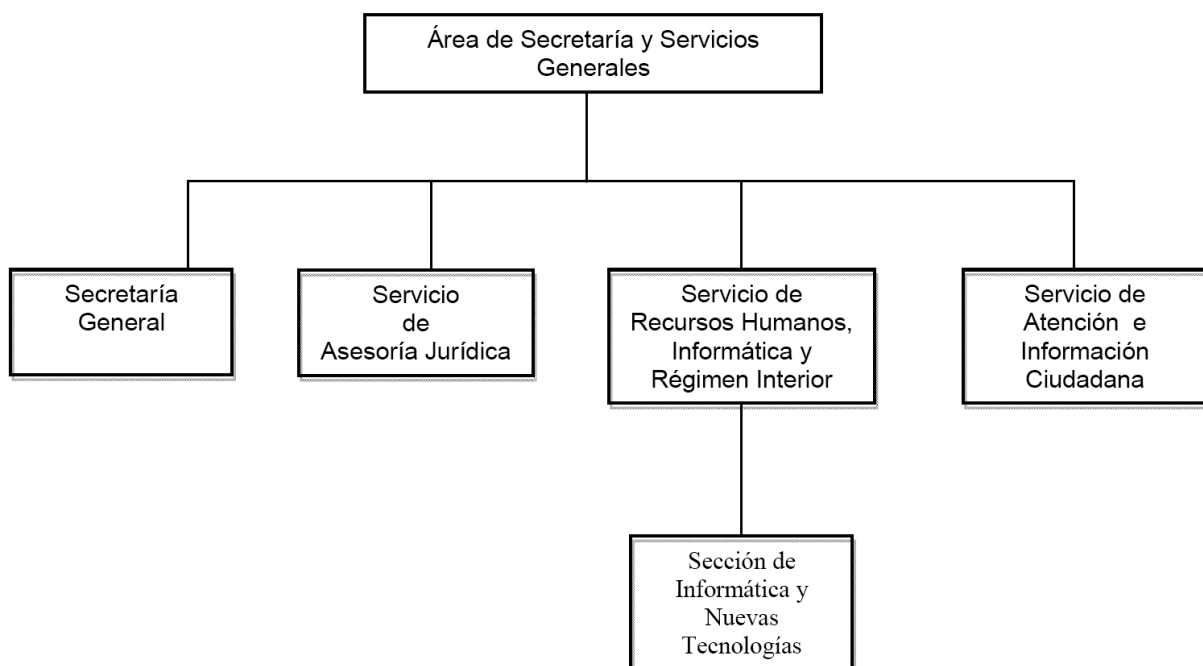 Área de Secretaría y Servicios
Generales
Secretaría
General
Servicio
de
Asesoría Jurídica
Servicio de
Recursos Humanos,
Informática y
Régimen Interior
Servicio de
Atención e
Información
Ciudadana
Sección de
Informática y
Nuevas
Tecnologías